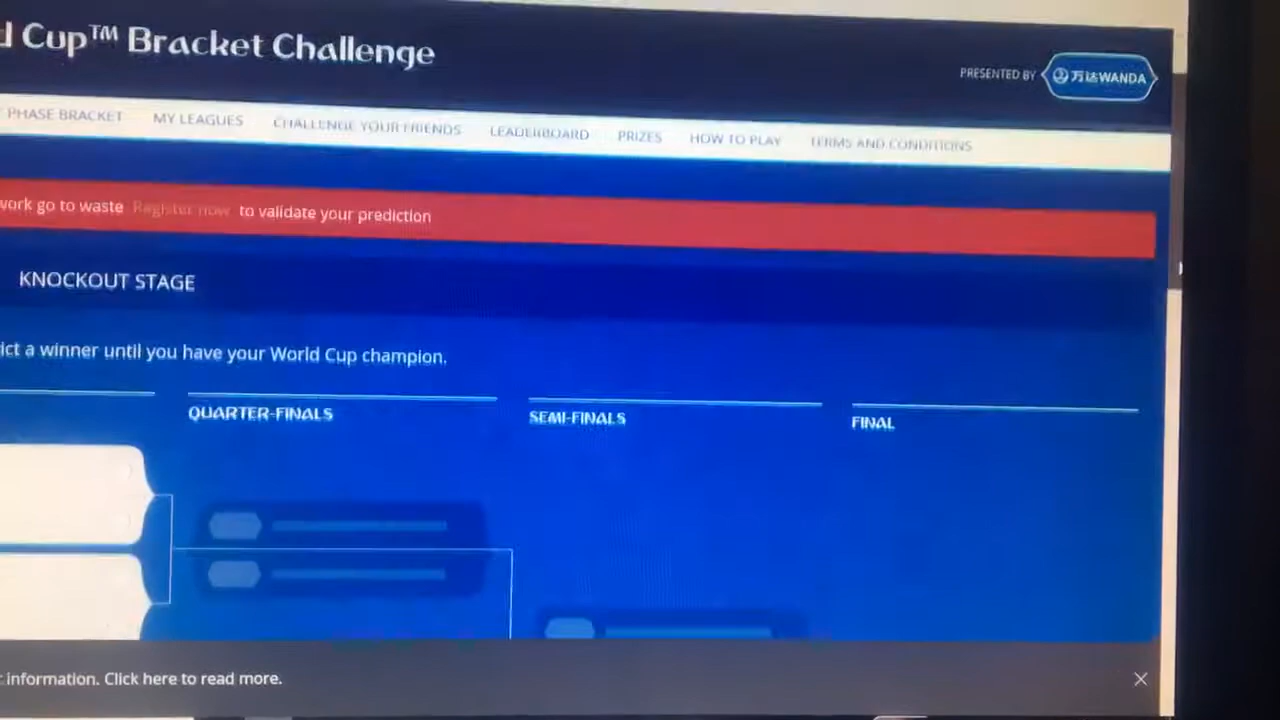 Cup™ Bracket Challenge
PRESENTED BY 万达WANDA
PHASE BRACKET MY LEAGUES CHALLENGE YOUR FRIENDS LEADERBOARD PRIZES HOW TO PLAY TERMS AND CONDITIONS
work go to waste Register now to validate your prediction
KNOCKOUT STAGE
ict a winner until you have your World Cup champion.
QUARTER-FINALS SEMI-FINALS FINAL
information. Click here to read more.